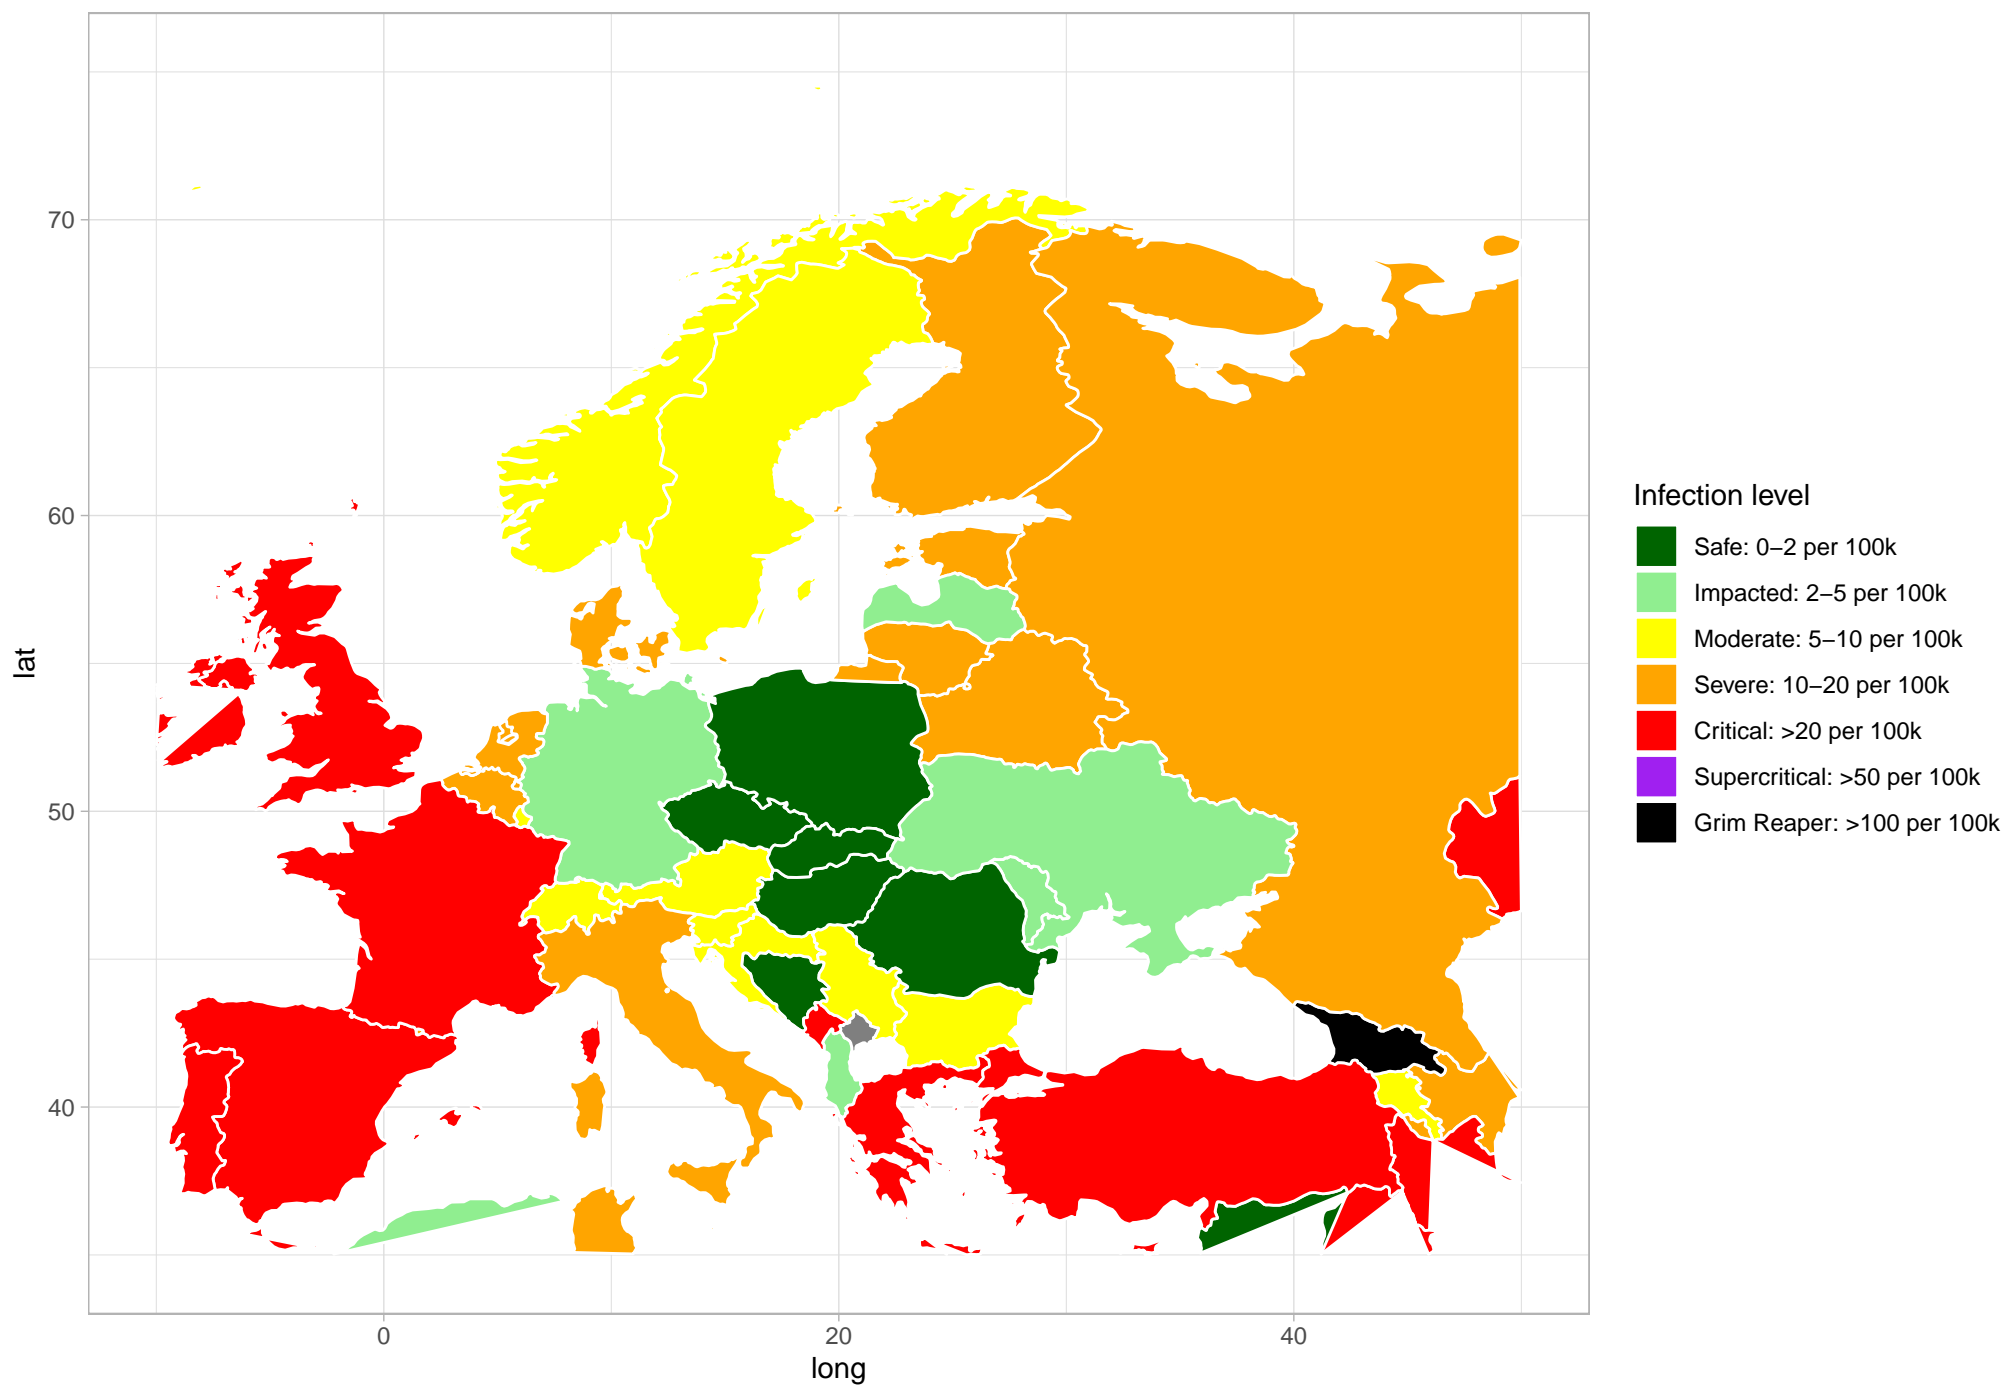 70
60
50
40
lat
0
20
40
long
Infection level
Safe: 0–2 per 100k
Impacted: 2–5 per 100k
Moderate: 5–10 per 100k
Severe: 10–20 per 100k
Critical: >20 per 100k
Supercritical: >50 per 100k
Grim Reaper: >100 per 100k